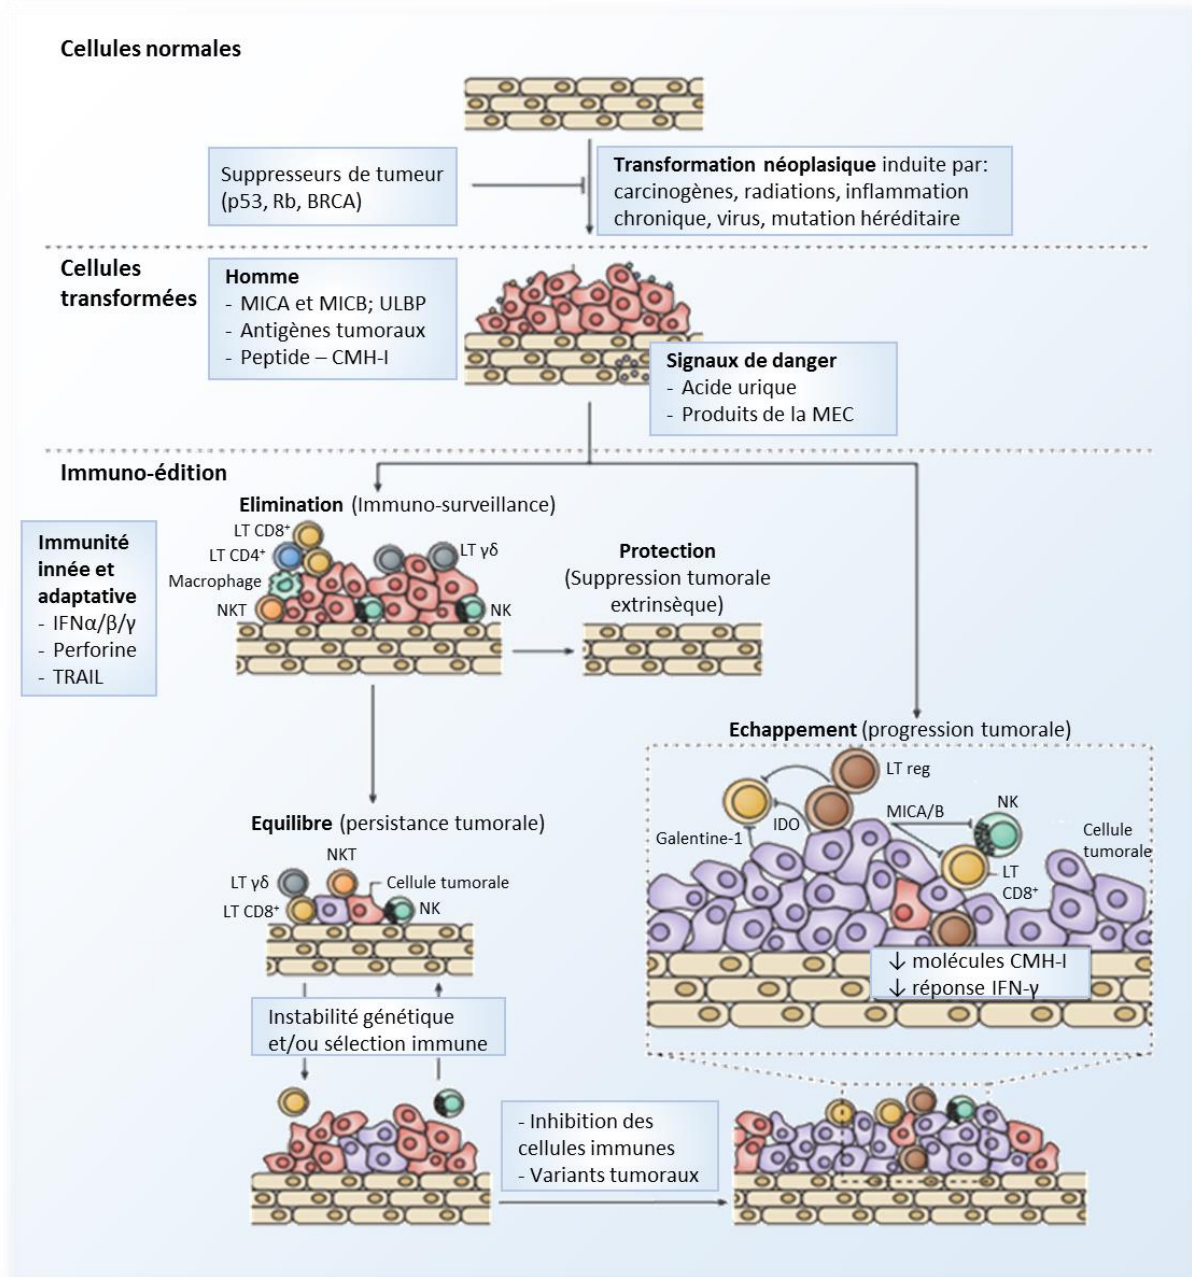 Cellules normales
Suppresseurs de tumeur
(p53, Rb, BRCA)
Transformation néoplasique induite par:
carcinogènes, radiations, inflammation
chronique, virus, mutation héréditaire
Cellules
transformées
Homme
- MICA et MICB; ULBP
- Antigènes tumoraux
- Peptide – CMH-I
Signaux de danger
- Acide urique
- Produits de la MEC
Immuno-édition
Elimination (Immuno-surveillance)
Immunité
innée et
adaptative
- IFNα/β/γ
- Perforine
- TRAIL
LT CD8⁺
LT CD4⁺
Macrophage
NKT
LT γδ
NK
Protection
(Suppression tumorale
extrinsèque)
Echappement (progression tumorale)
LT reg
MICA/B
NK
IDO
Galentine-1
Cellule
tumorale
LT
CD8⁺
↓ molécules CMH-I
↓ réponse IFN-γ
Equilibre (persistance tumorale)
NKT
LT γδ
Cellule tumorale
LT CD8⁺
NK
Instabilité génétique
et/ou sélection immune
- Inhibition des
cellules immunes
- Variants tumoraux